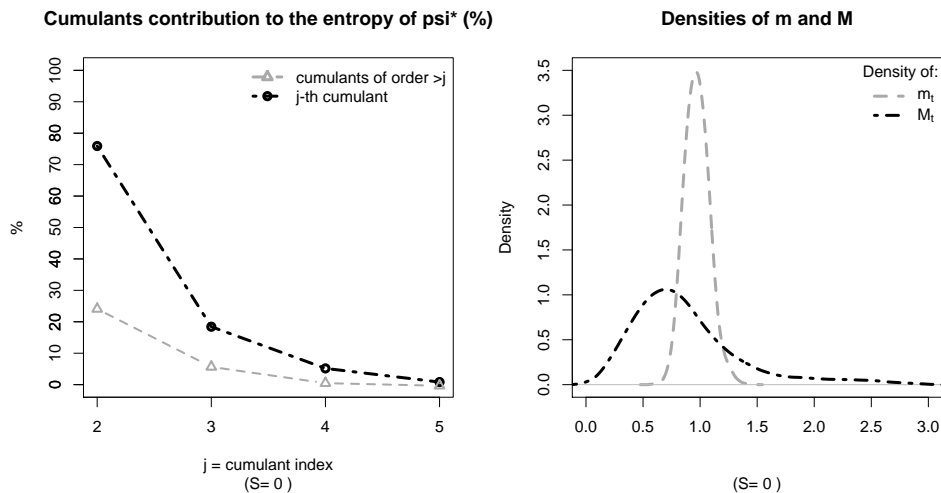 Cumulants contribution to the entropy of psi* (%)
%
100
90
80
70
60
50
40
30
20
10
0
cumulants of order >j
j-th cumulant
2 3 4 5
j = cumulant index
(S= 0 )
Densities of m and M
Density
3.5
3.0
2.5
2.0
1.5
1.0
0.5
0.0
Density of:
m_t
M_t
0.0 0.5 1.0 1.5 2.0 2.5 3.0
(S= 0 )